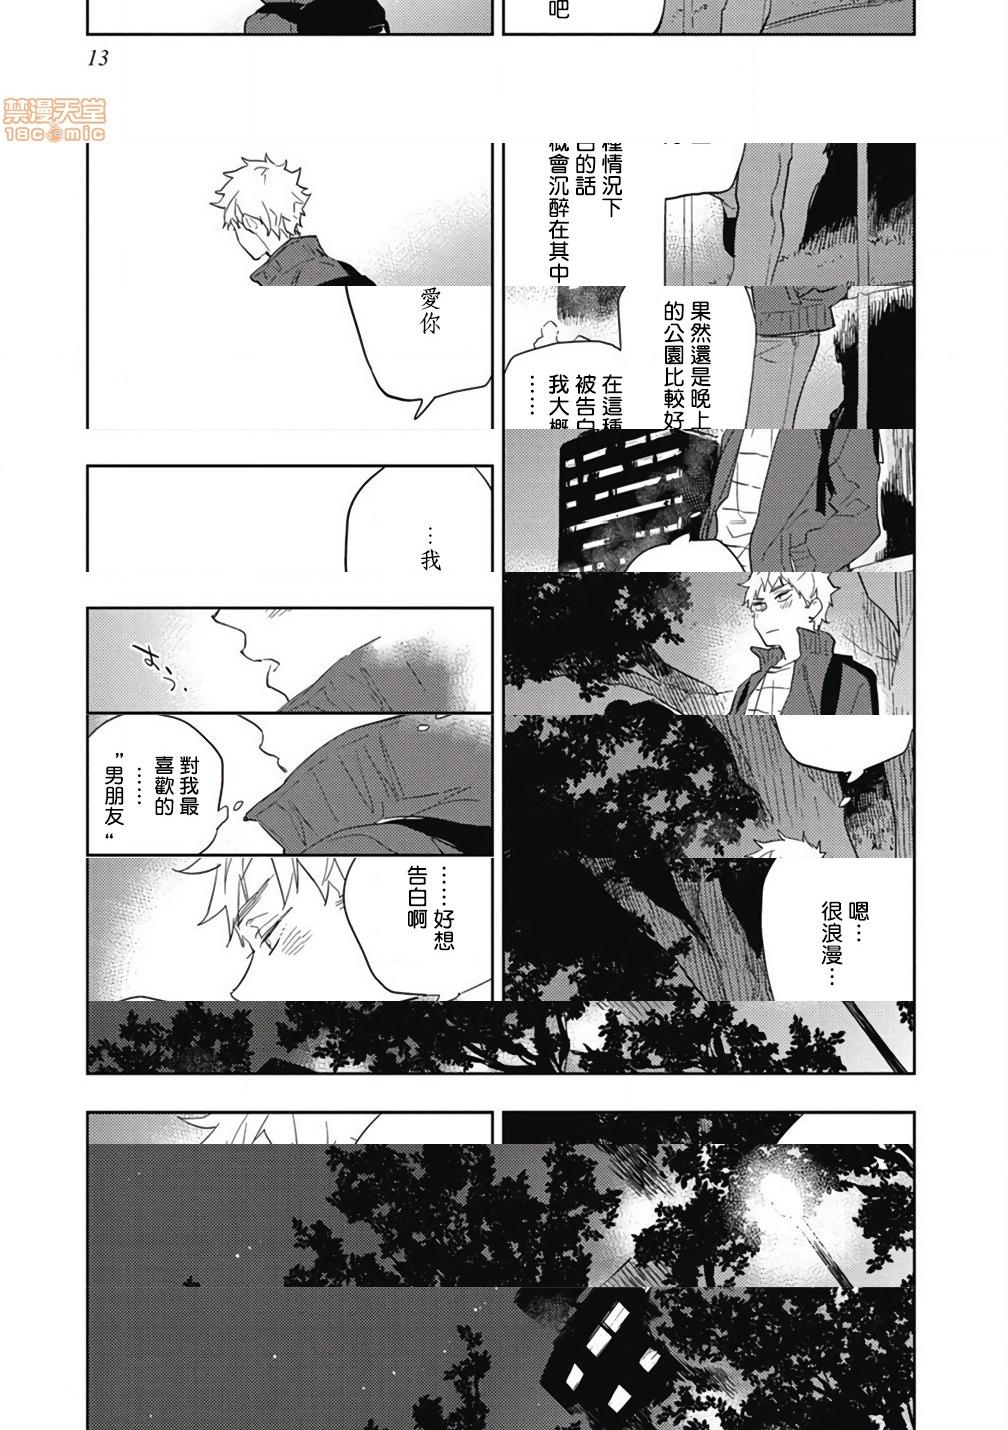 吧
13
禁漫天堂
18comic
種情況下
白的話
概會沉醉在其中
愛你
果然還是晚上
的公園比較好
在這種
被告白
我大概
……
…我
對我最
喜歡的
……
”男朋友“
……好想
告白啊
嗯…
很浪漫…